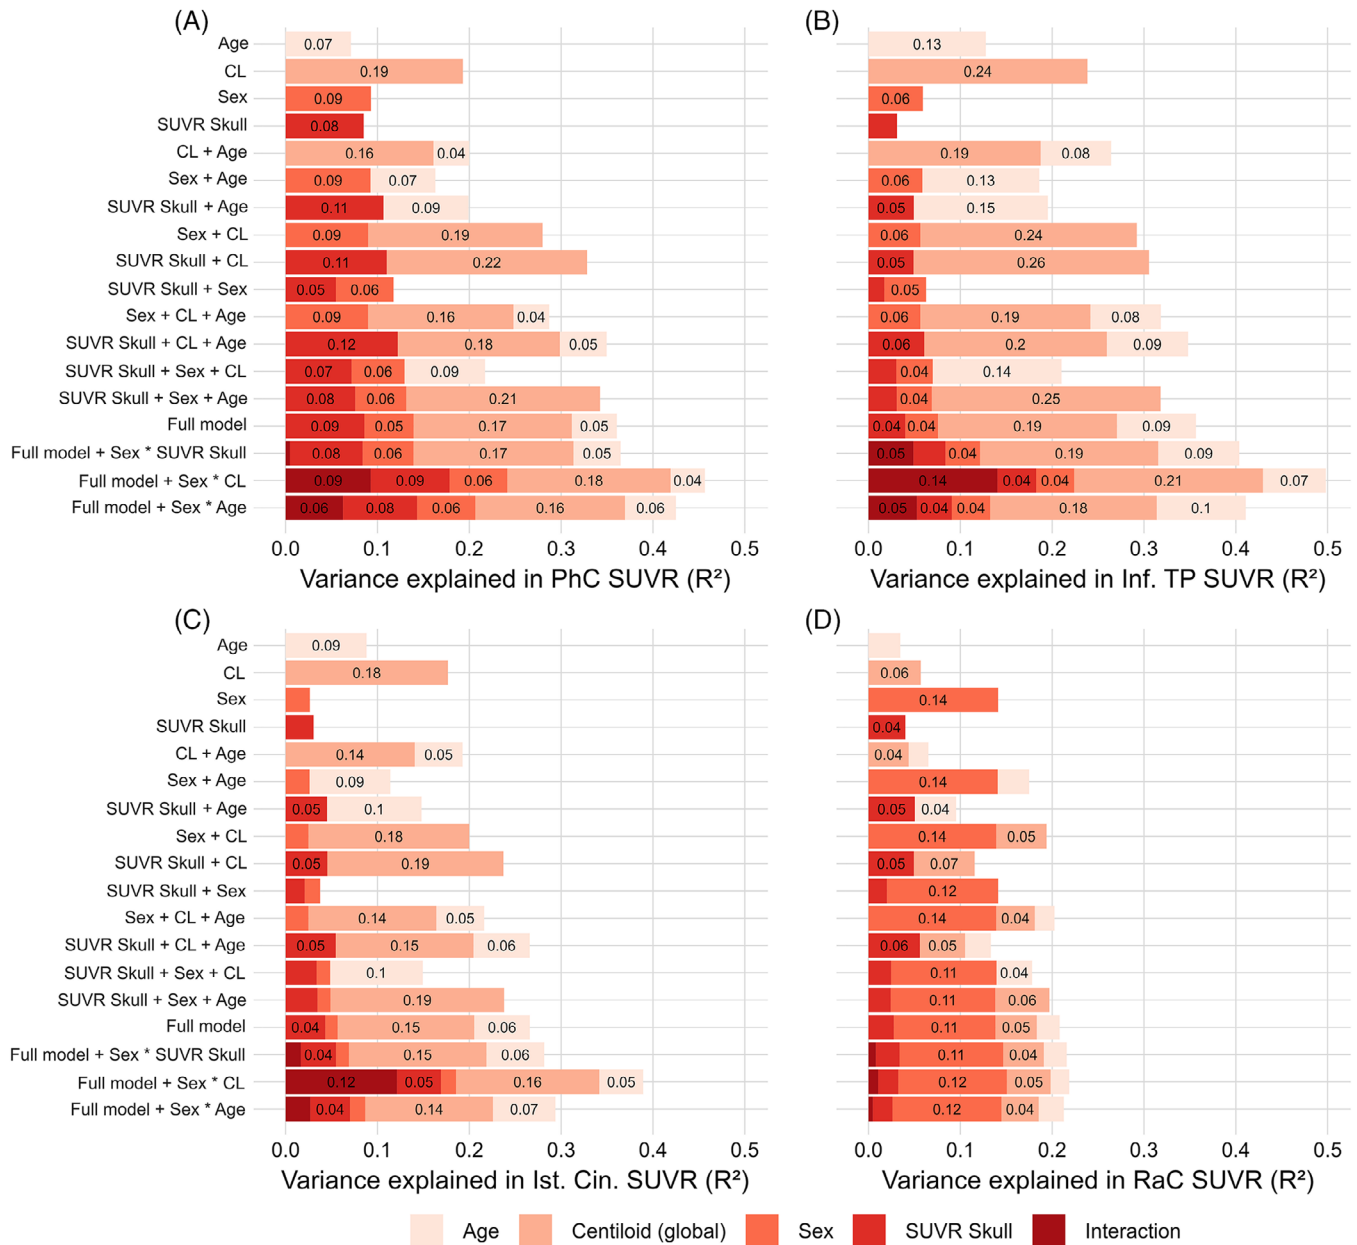 (A)
Age 0.07
CL 0.19
Sex 0.09
SUVR Skull 0.08
CL + Age 0.16 0.04
Sex + Age 0.09 0.07
SUVR Skull + Age 0.11 0.09
Sex + CL 0.09 0.19
SUVR Skull + CL 0.11 0.22
SUVR Skull + Sex 0.05 0.06
Sex + CL + Age 0.09 0.16 0.04
SUVR Skull + CL + Age 0.12 0.18 0.05
SUVR Skull + Sex + CL 0.07 0.06 0.09
SUVR Skull + Sex + Age 0.08 0.06 0.21
Full model 0.09 0.05 0.17 0.05
Full model + Sex * SUVR Skull 0.08 0.06 0.17 0.05
Full model + Sex * CL 0.09 0.09 0.06 0.18 0.04
Full model + Sex * Age 0.06 0.08 0.06 0.16 0.06
0.0 0.1 0.2 0.3 0.4 0.5
Variance explained in PhC SUVR (R²)
(B)
0.13
0.24
0.06
0.19 0.08
0.06 0.13
0.05 0.15
0.06 0.24
0.05 0.26
0.05
0.06 0.19 0.08
0.06 0.2 0.09
0.04 0.14
0.04 0.25
0.04 0.04 0.19 0.09
0.05 0.04 0.19 0.09
0.14 0.04 0.04 0.21 0.07
0.05 0.04 0.04 0.18 0.1
0.0 0.1 0.2 0.3 0.4 0.5
Variance explained in Inf. TP SUVR (R²)
(C)
Age 0.09
CL 0.18
Sex
SUVR Skull
CL + Age 0.14 0.05
Sex + Age 0.09
SUVR Skull + Age 0.05 0.1
Sex + CL 0.18
SUVR Skull + CL 0.05 0.19
SUVR Skull + Sex
Sex + CL + Age 0.14 0.05
SUVR Skull + CL + Age 0.05 0.15 0.06
SUVR Skull + Sex + CL 0.1
SUVR Skull + Sex + Age 0.19
Full model 0.04 0.15 0.06
Full model + Sex * SUVR Skull 0.04 0.15 0.06
Full model + Sex * CL 0.12 0.05 0.16 0.05
Full model + Sex * Age 0.04 0.14 0.07
0.0 0.1 0.2 0.3 0.4 0.5
Variance explained in Ist. Cin. SUVR (R²)
(D)
0.06
0.14
0.04
0.04
0.14
0.05 0.04
0.14 0.05
0.05 0.07
0.12
0.14 0.04
0.06 0.05
0.11 0.04
0.11 0.06
0.11 0.05
0.11 0.04
0.12 0.05
0.12 0.04
0.0 0.1 0.2 0.3 0.4 0.5
Variance explained in RaC SUVR (R²)
Age Centiloid (global) Sex SUVR Skull Interaction